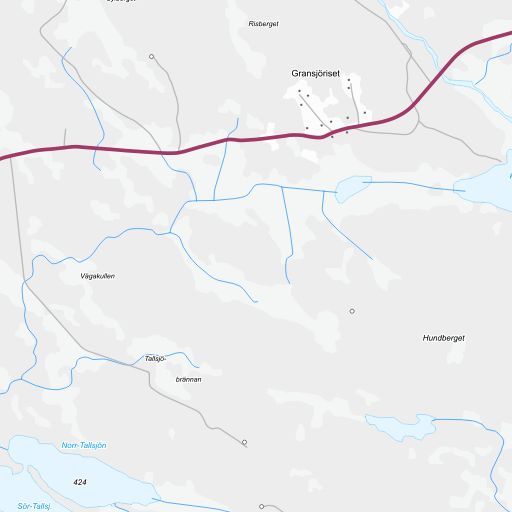 Risberget
Gransjöriset
Vägakullen
Hundberget
Tallsjö-
brännan
Norr-Tallsjön
424
Sör-Tallsj.